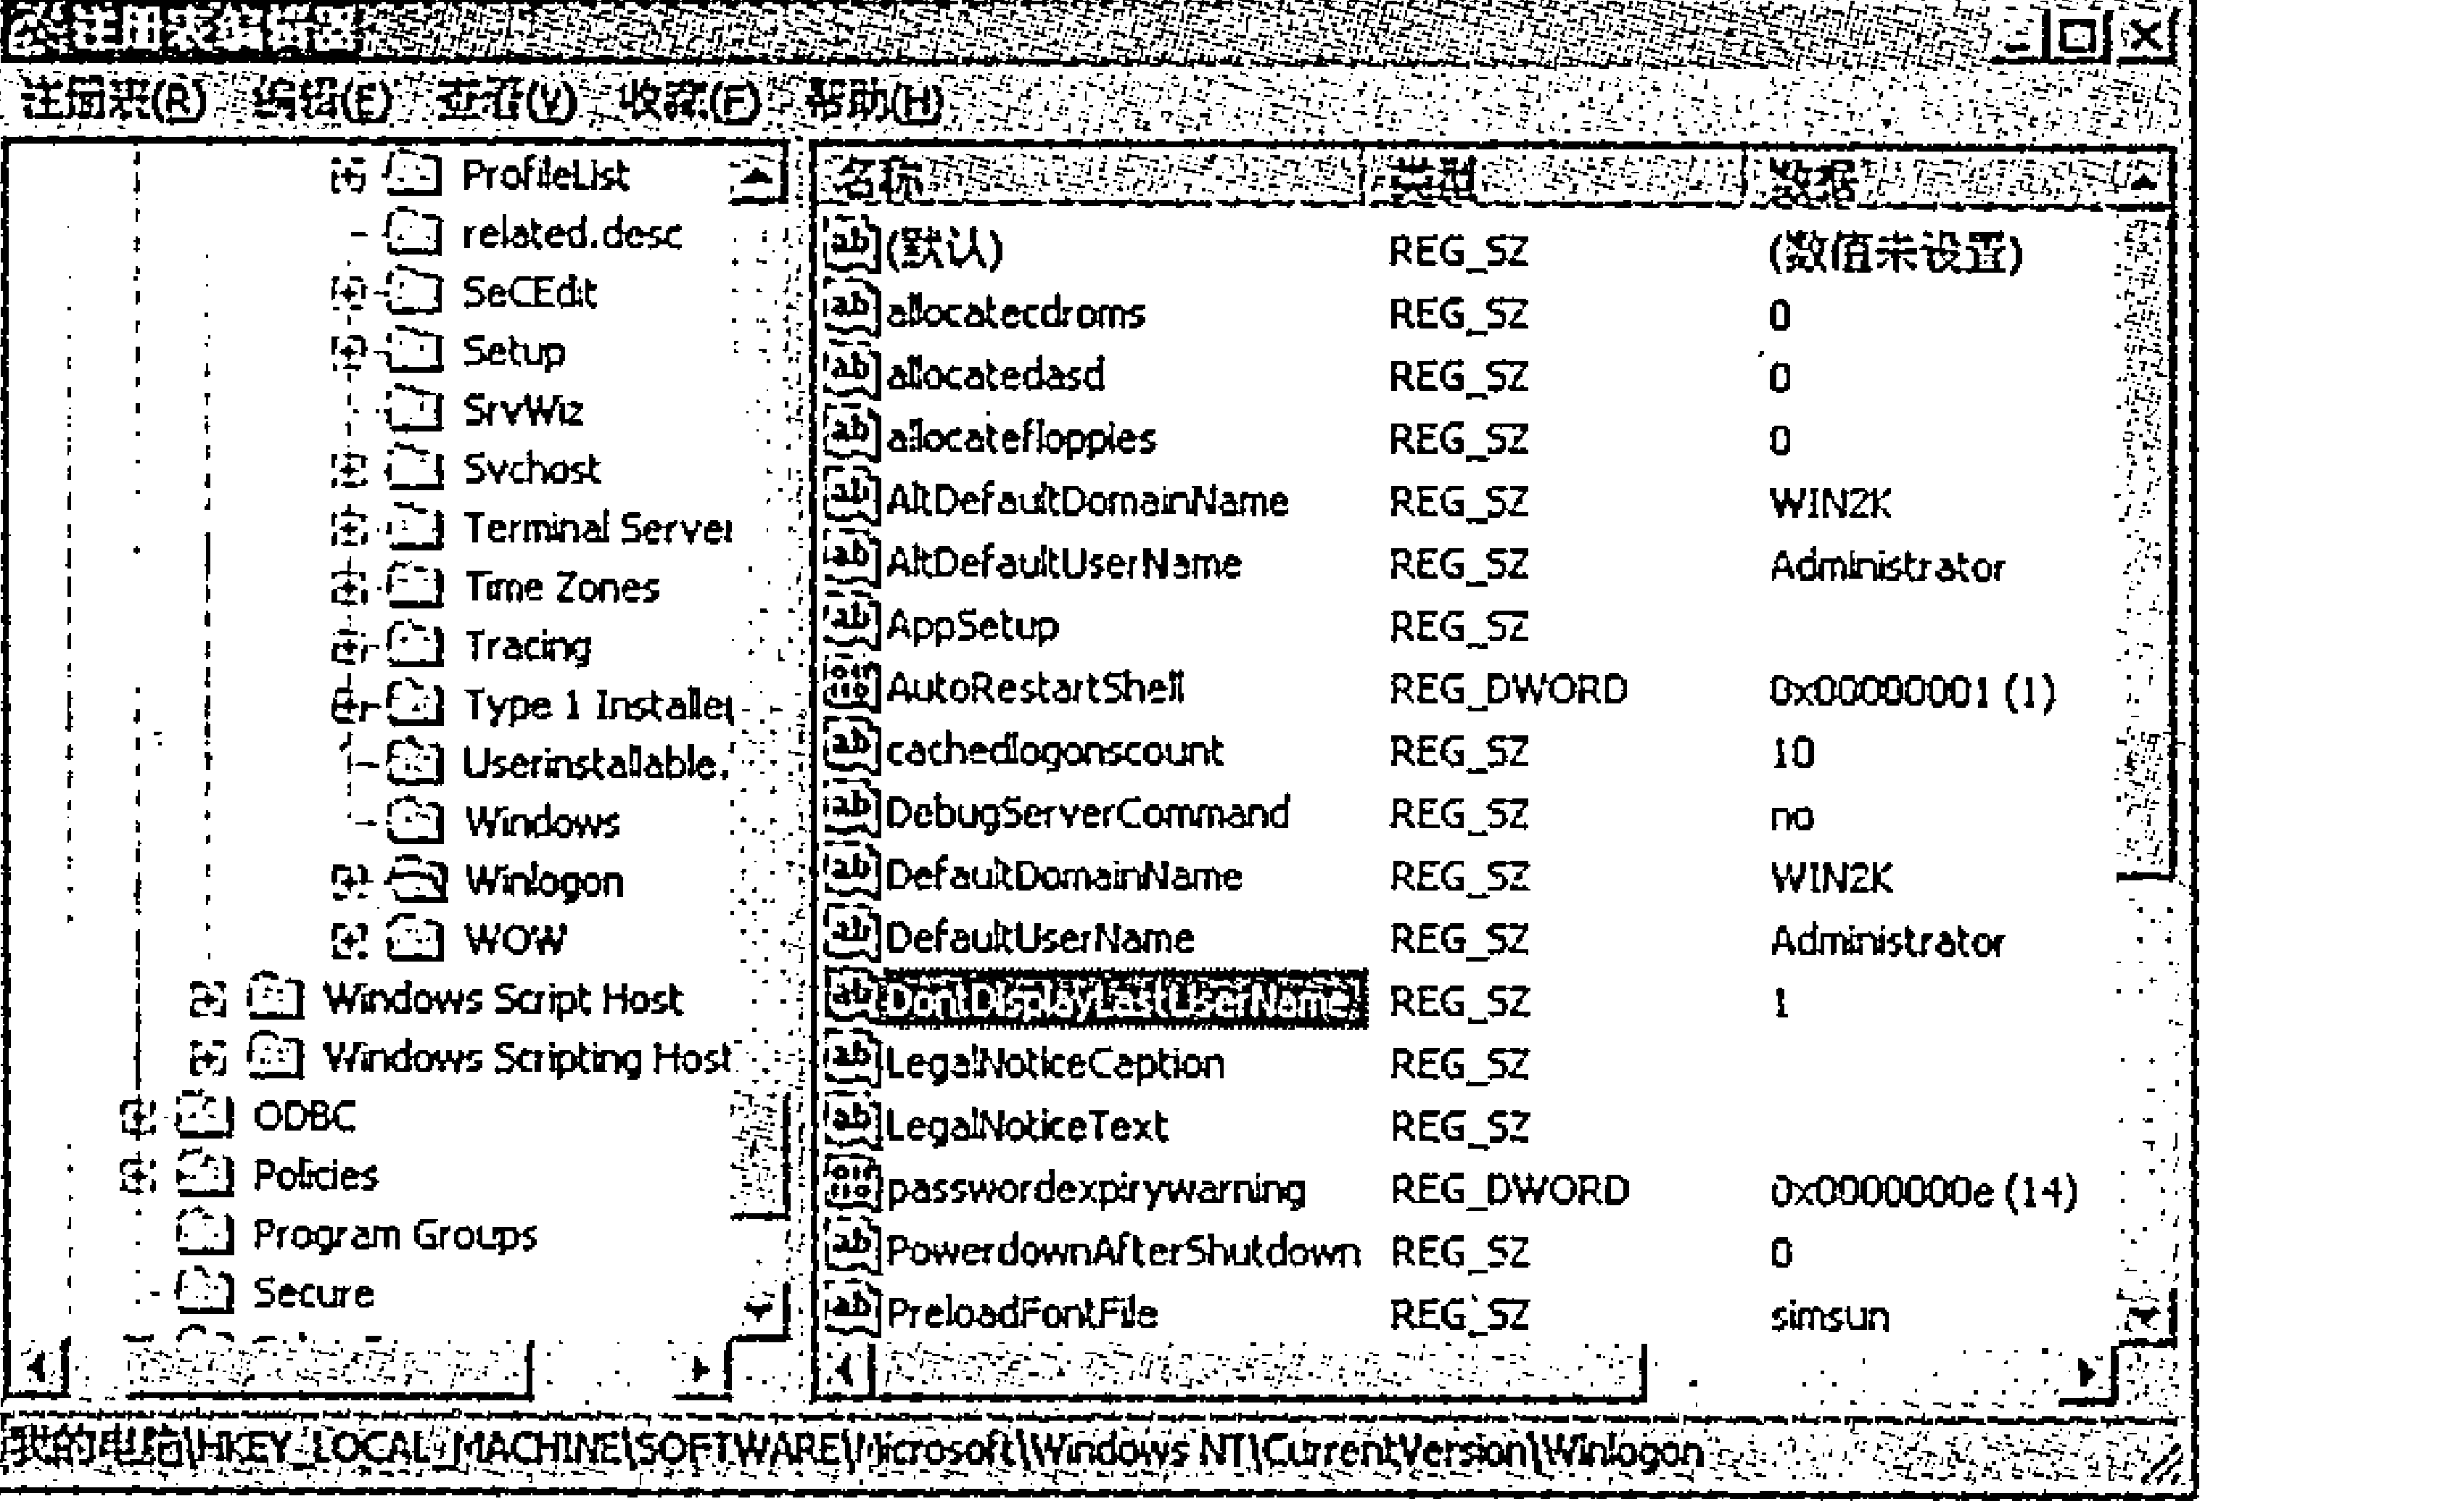 注册表编辑器
注册表(R) 编辑(E) 查看(V) 收藏(F) 帮助(H)
ProfileList
related.desc
SeCEdit
Setup
SrvWiz
Svchost
Terminal Server
Time Zones
Tracing
Type 1 Installer
Userinstallable.
Windows
Winlogon
WOW
Windows Script Host
Windows Scripting Host
ODBC
Policies
Program Groups
Secure
名称 类型 数据
(默认) REG_SZ (数值未设置)
allocatecdroms REG_SZ 0
allocatedasd REG_SZ 0
allocatefloppies REG_SZ 0
AltDefaultDomainName REG_SZ WIN2K
AltDefaultUserName REG_SZ Administrator
AppSetup REG_SZ
AutoRestartShell REG_DWORD 0x00000001 (1)
cachedlogonscount REG_SZ 10
DebugServerCommand REG_SZ no
DefaultDomainName REG_SZ WIN2K
DefaultUserName REG_SZ Administrator
DontDisplayLastUserName REG_SZ 1
LegalNoticeCaption REG_SZ
LegalNoticeText REG_SZ
passwordexpirywarning REG_DWORD 0x0000000e (14)
PowerdownAfterShutdown REG_SZ 0
PreloadFontFile REG_SZ simsun
我的电脑\HKEY_LOCAL_MACHINE\SOFTWARE\Microsoft\Windows NT\CurrentVersion\Winlogon